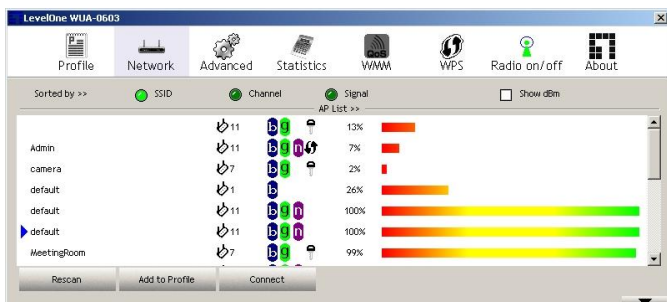 LevelOne WUA-0603
Profile Network Advanced Statistics QoS WMM WPS Radio on/off About
Sorted by >> SSID Channel Signal Show dBm
AP List >>
11 b g 13%
Admin 11 b g n 7%
camera 7 b g 2%
default 1 b 26%
default 11 b g n 100%
default 11 b g n 100%
MeetingRoom 7 b g 99%
Rescan Add to Profile Connect